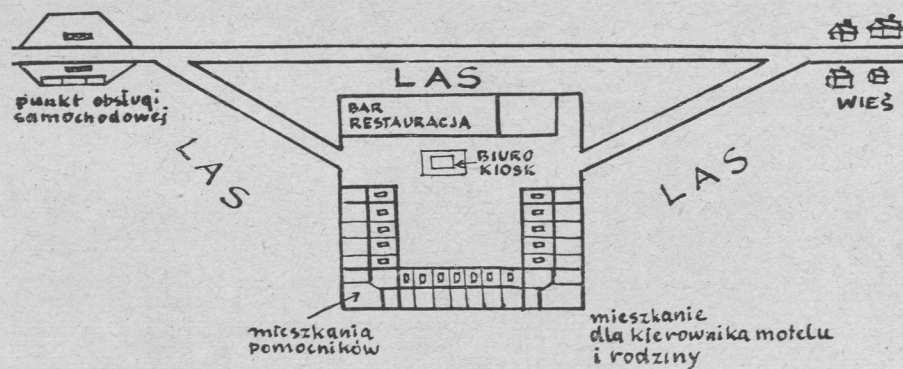 punkt obsługi
samochodowej
LAS
WIEŚ
BAR
RESTAURACJA
BIURO
KIOSK
LAS
LAS
mieszkania
pomocników
mieszkanie
dla kierownika motelu
i rodziny